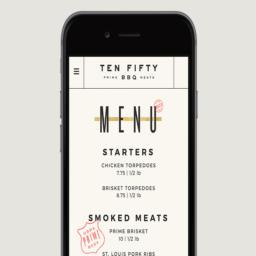 TEN FIFTY
PRIME BBQ MEATS
MENU
STARTERS
CHICKEN TORPEDOES
7.75 | 1/2 lb
BRISKET TORPEDOES
8.75 | 1/2 lb
SMOKED MEATS
PRIME
PRIME BRISKET
10 | 1/2 lb
ST. LOUIS PORK RIBS